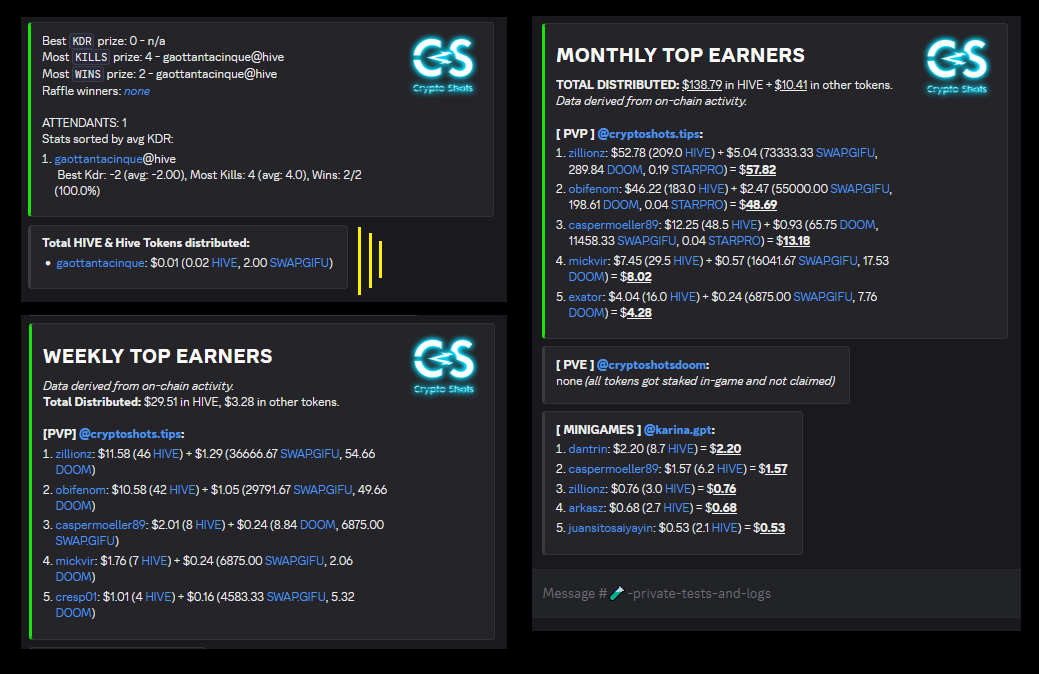 Best KDR prize: 0 - n/a
Most KILLS prize: 4 - gaottantacinque@hive
Most WINS prize: 2 - gaottantacinque@hive
Raffle winners: none
CS
Crypto Shots
ATTENDANTS: 1
Stats sorted by avg KDR:
1. gaottantacinque@hive
Best Kdr: -2 (avg: -2.00), Most Kills: 4 (avg: 4.0), Wins: 2/2
(100.0%)
Total HIVE & Hive Tokens distributed:
• gaottantacinque: $0.01 (0.02 HIVE, 2.00 SWAP.GIFU)
WEEKLY TOP EARNERS
CS
Crypto Shots
Data derived from on-chain activity.
Total Distributed: $29.51 in HIVE, $3.28 in other tokens.
[PVP] @cryptoshots.tips:
1. zillionz: $11.58 (46 HIVE) + $1.29 (36666.67 SWAP.GIFU, 54.66
DOOM)
2. obifenom: $10.58 (42 HIVE) + $1.05 (29791.67 SWAP.GIFU, 49.66
DOOM)
3. caspermoeller89: $2.01 (8 HIVE) + $0.24 (8.84 DOOM, 6875.00
SWAP.GIFU)
4. mickvir: $1.76 (7 HIVE) + $0.24 (6875.00 SWAP.GIFU, 2.06
DOOM)
5. cresp01: $1.01 (4 HIVE) + $0.16 (4583.33 SWAP.GIFU, 5.32
DOOM)
MONTHLY TOP EARNERS
CS
Crypto Shots
TOTAL DISTRIBUTED: $138.79 in HIVE + $10.41 in other tokens.
Data derived from on-chain activity.
[ PVP ] @cryptoshots.tips:
1. zillionz: $52.78 (209.0 HIVE) + $5.04 (73333.33 SWAP.GIFU,
289.84 DOOM, 0.19 STARPRO) = $57.82
2. obifenom: $46.22 (183.0 HIVE) + $2.47 (55000.00 SWAP.GIFU,
198.61 DOOM, 0.04 STARPRO) = $48.69
3. caspermoeller89: $12.25 (48.5 HIVE) + $0.93 (65.75 DOOM,
11458.33 SWAP.GIFU, 0.04 STARPRO) = $13.18
4. mickvir: $7.45 (29.5 HIVE) + $0.57 (16041.67 SWAP.GIFU, 17.53
DOOM) = $8.02
5. exator: $4.04 (16.0 HIVE) + $0.24 (6875.00 SWAP.GIFU, 7.76
DOOM) = $4.28
[ PVE ] @cryptoshotsdoom:
none (all tokens got staked in-game and not claimed)
[ MINIGAMES ] @karina.gpt:
1. dantrin: $2.20 (8.7 HIVE) = $2.20
2. caspermoeller89: $1.57 (6.2 HIVE) = $1.57
3. zillionz: $0.76 (3.0 HIVE) = $0.76
4. arkasz: $0.68 (2.7 HIVE) = $0.68
5. juansitosaiyayin: $0.53 (2.1 HIVE) = $0.53
Message # -private-tests-and-logs